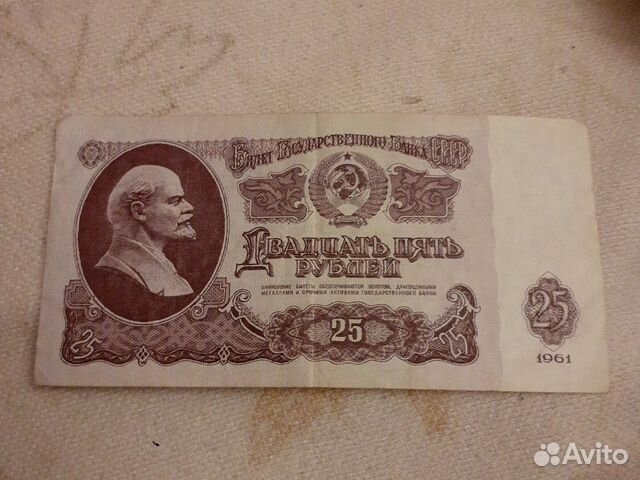 Билет Государственного Банка СССР
Двадцать пять
рублей
БАНКОВСКИЕ БИЛЕТЫ ОБЕСПЕЧИВАЮТСЯ ЗОЛОТОМ, ДРАГОЦЕННЫМИ
МЕТАЛЛАМИ И ПРОЧИМИ АКТИВАМИ ГОСУДАРСТВЕННОГО БАНКА
25
25
25
25
1961
Avito